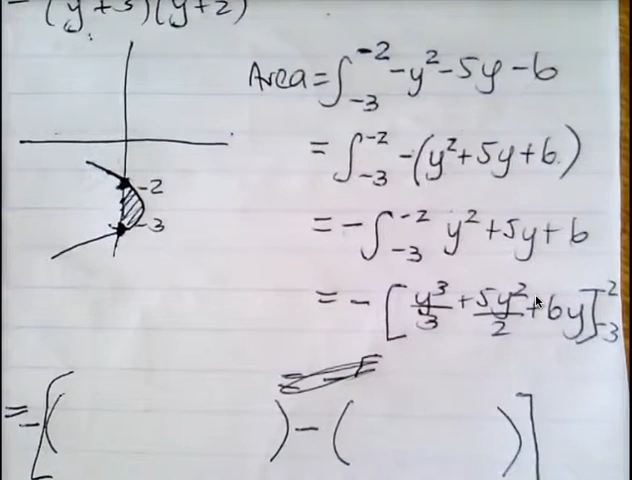 - (y+3)(y+2)
Area = ∫_{-3}^{-2} -y²-5y-6
= ∫_{-3}^{-2} -(y²+5y+6)
-2
-3
= -∫_{-3}^{-2} y²+5y+6
= -[y³/3 + 5y²/2 + 6y]_{-3}^{-2}
= -[( ) - ( )]